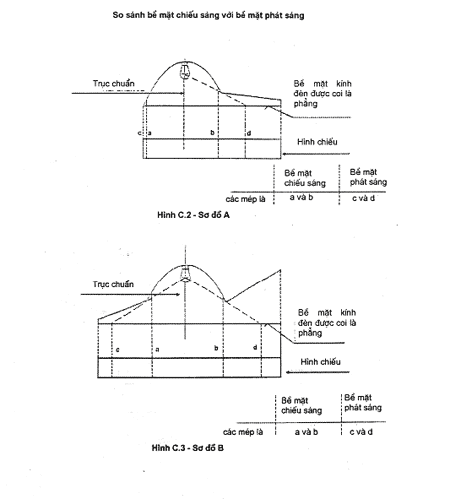 So sánh bề mặt chiếu sáng với bề mặt phát sáng
Trục chuẩn
Bề mặt kính
đèn được coi là
phẳng
c a b d
Hình chiếu
Bề mặt
chiếu sáng
Bề mặt
phát sáng
các mép là a và b c và d
Hình C.2 - Sơ đồ A
Trục chuẩn
Bề mặt kính
đèn được coi là
phẳng
c a b d
Hình chiếu
Bề mặt
chiếu sáng
Bề mặt
phát sáng
các mép là a và b c và d
Hình C.3 - Sơ đồ B